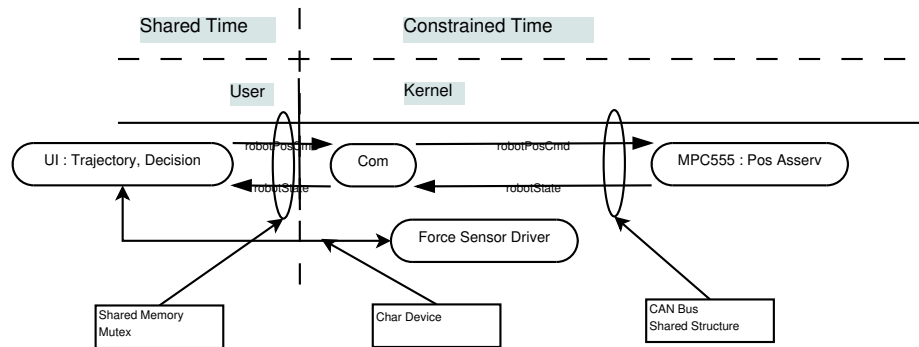 Shared Time
Constrained Time
User
Kernel
UI : Trajectory, Decision
robotPosCmd
Com
robotPosCmd
MPC555 : Pos Asserv
robotState
robotState
Force Sensor Driver
Shared Memory
Mutex
Char Device
CAN Bus
Shared Structure